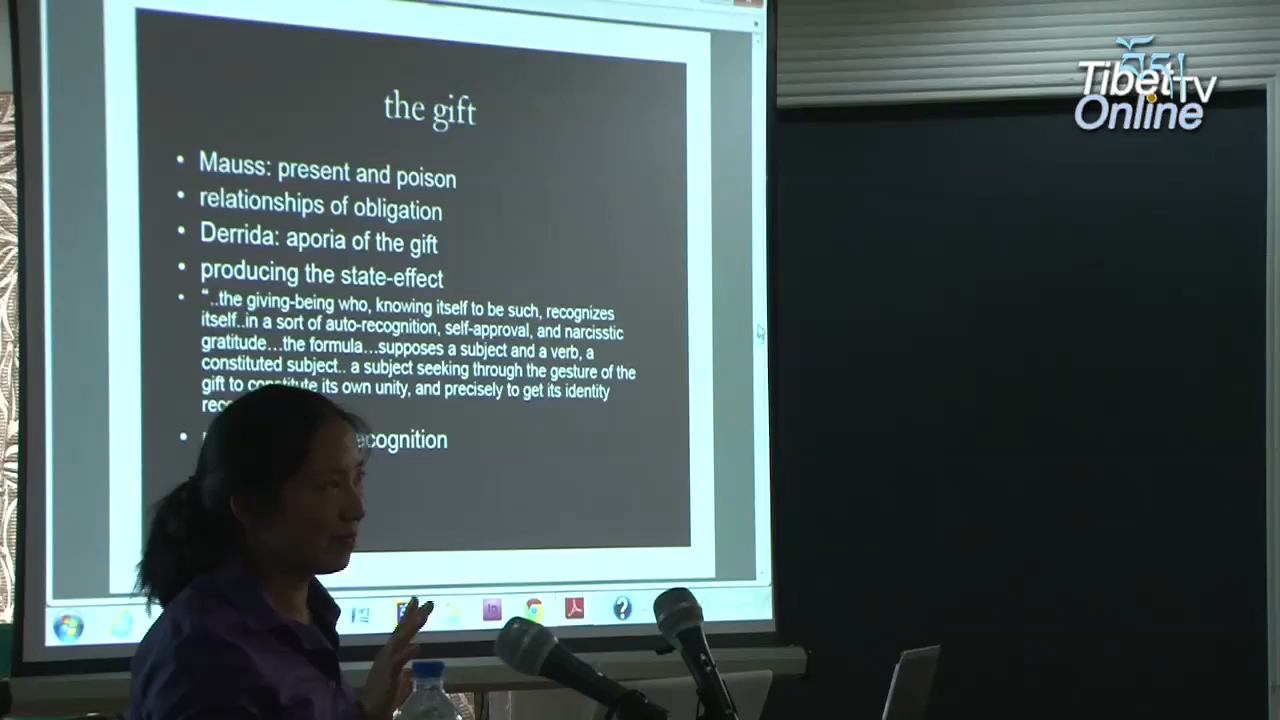 the gift
• Mauss: present and poison
• relationships of obligation
• Derrida: aporia of the gift
• producing the state-effect
• “..the giving-being who, knowing itself to be such, recognizes
itself..in a sort of auto-recognition, self-approval, and narcisstic
gratitude...the formula...supposes a subject and a verb, a
constituted subject.. a subject seeking through the gesture of the
gift to constitute its own unity, and precisely to get its identity
•
བོད།
Tibet TV
Online